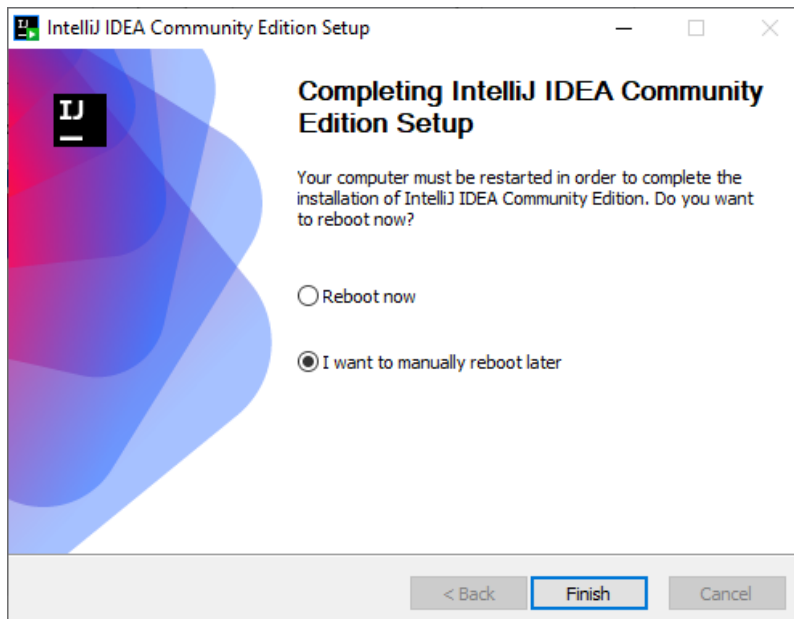 IntelliJ IDEA Community Edition Setup
IJ
Completing IntelliJ IDEA Community
Edition Setup
Your computer must be restarted in order to complete the
installation of IntelliJ IDEA Community Edition. Do you want
to reboot now?
Reboot now
I want to manually reboot later
< Back
Finish
Cancel